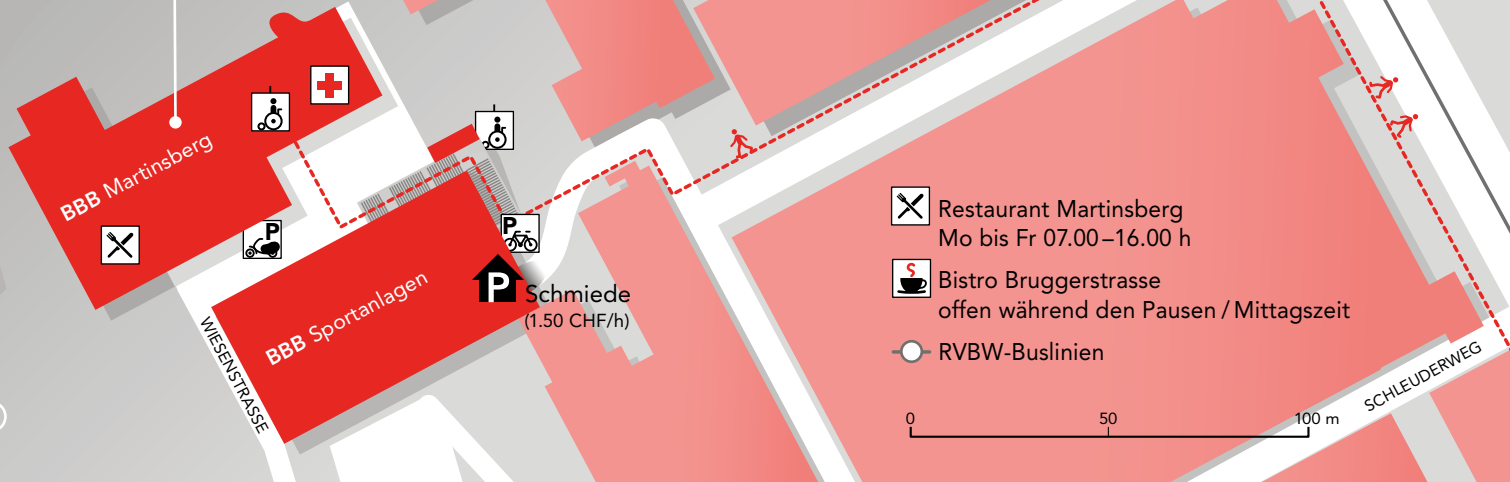 BBB Martinsberg
P
P
P
Schmiede
(1.50 CHF/h)
BBB Sportanlagen
WIESENSTRASSE
Restaurant Martinsberg
Mo bis Fr 07.00–16.00 h
Bistro Bruggerstrasse
offen während den Pausen / Mittagszeit
RVBW-Buslinien
0 50 100 m
SCHLEUDERWEG